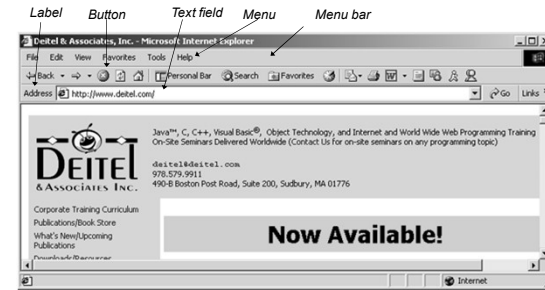 Label Button Text field Menu Menu bar
Deitel & Associates, Inc. - Microsoft Internet Explorer
File Edit View Favorites Tools Help
Back Personal Bar Search Favorites
Address http://www.deitel.com/ Go Links
Java™, C, C++, Visual Basic®, Object Technology, and Internet and World Wide Web Programming Training
On-Site Seminars Delivered Worldwide (Contact Us for on-site seminars on any programming topic)
deitel@deitel.com
978.579.9911
490-B Boston Post Road, Suite 200, Sudbury, MA 01776
DEITEL
& ASSOCIATES INC.
Corporate Training Curriculum
Publications/Book Store
What's New/Upcoming
Publications
Downloads/Resources
Now Available!
Internet